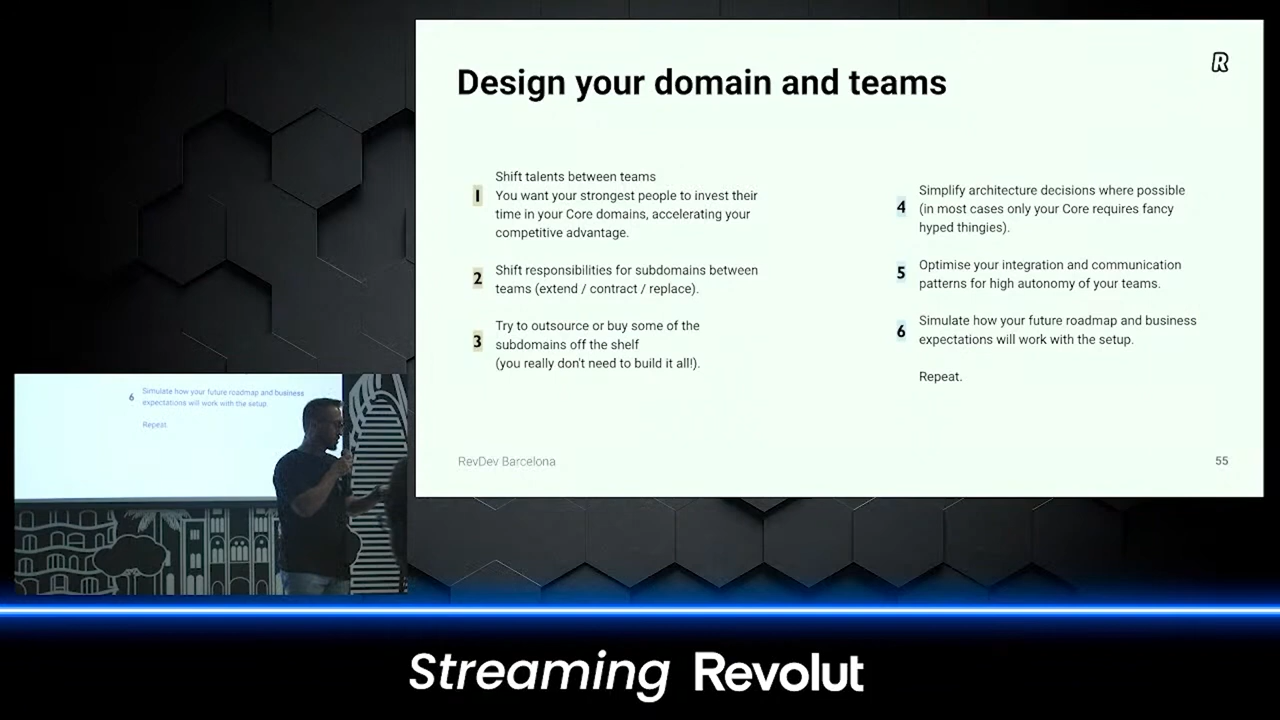 Design your domain and teams
R
1
Shift talents between teams
You want your strongest people to invest their
time in your Core domains, accelerating your
competitive advantage.
2
Shift responsibilities for subdomains between
teams (extend / contract / replace).
3
Try to outsource or buy some of the
subdomains off the shelf
(you really don't need to build it all!).
4
Simplify architecture decisions where possible
(in most cases only your Core requires fancy
hyped thingies).
5
Optimise your integration and communication
patterns for high autonomy of your teams.
6
Simulate how your future roadmap and business
expectations will work with the setup.
Repeat.
RevDev Barcelona
55
6
Simulate how your future roadmap and business
expectations will work with the setup.
Repeat.
Streaming Revolut